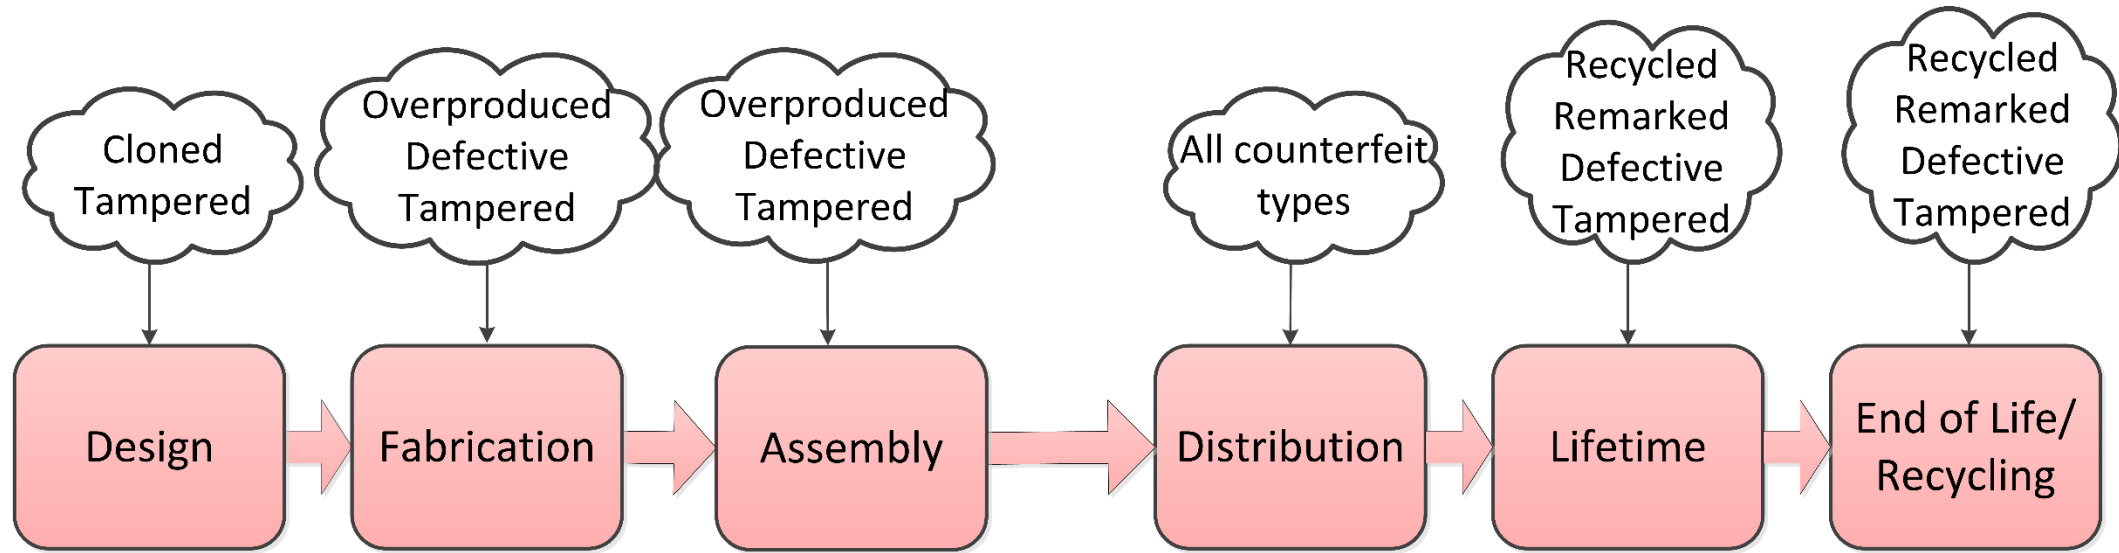 Cloned
Tampered
Overproduced
Defective
Tampered
Overproduced
Defective
Tampered
All counterfeit
types
Recycled
Remarked
Defective
Tampered
Recycled
Remarked
Defective
Tampered
Design
Fabrication
Assembly
Distribution
Lifetime
End of Life/
Recycling